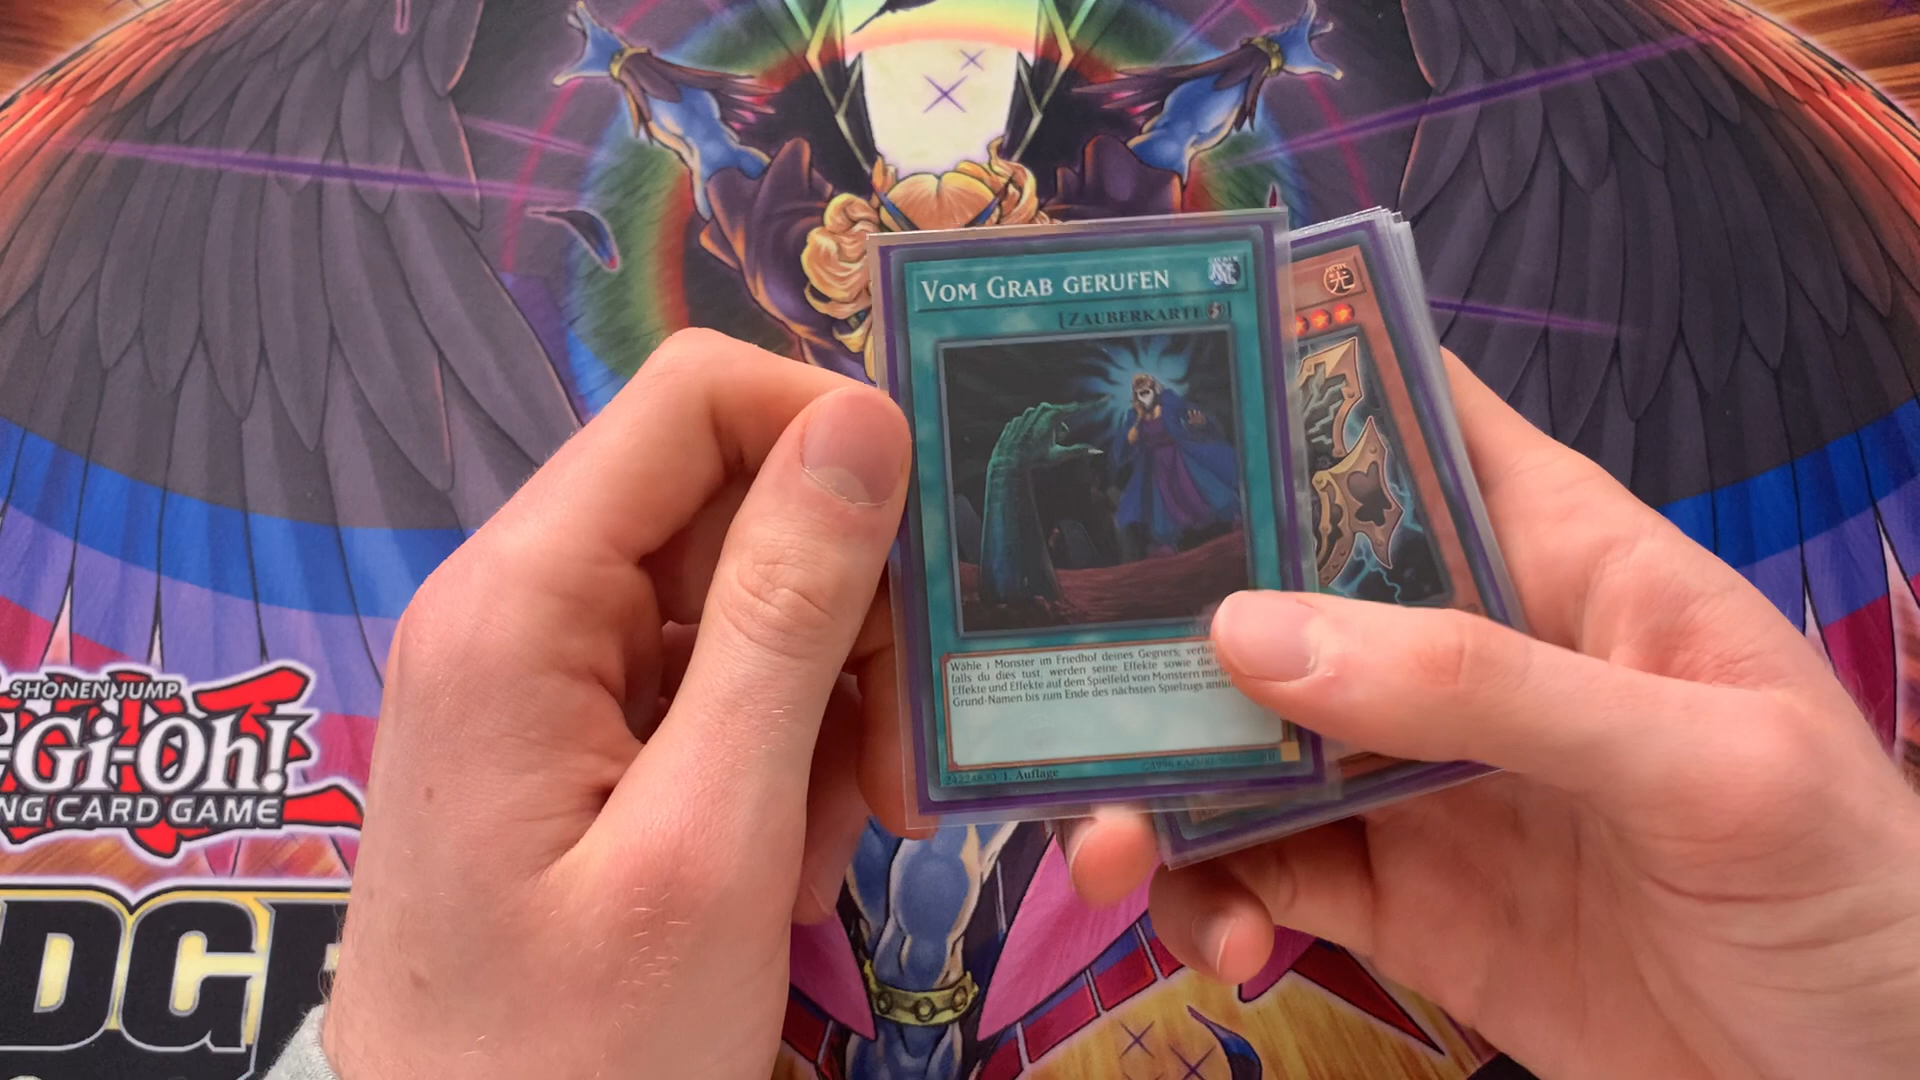 VOM GRAB GERUFEN
[ZAUBERKARTE]
Wähle 1 Monster im Friedhof deines Gegners;
falls du dies tust, werden seine Effekte sowie die
Effekte und Effekte auf dem Spielfeld von Monstern mit
Grund-Namen bis zum Ende des nächsten Spielzugs
1. Auflage
光
SHONEN JUMP
-Gi-Oh!
NG CARD GAME
DGE